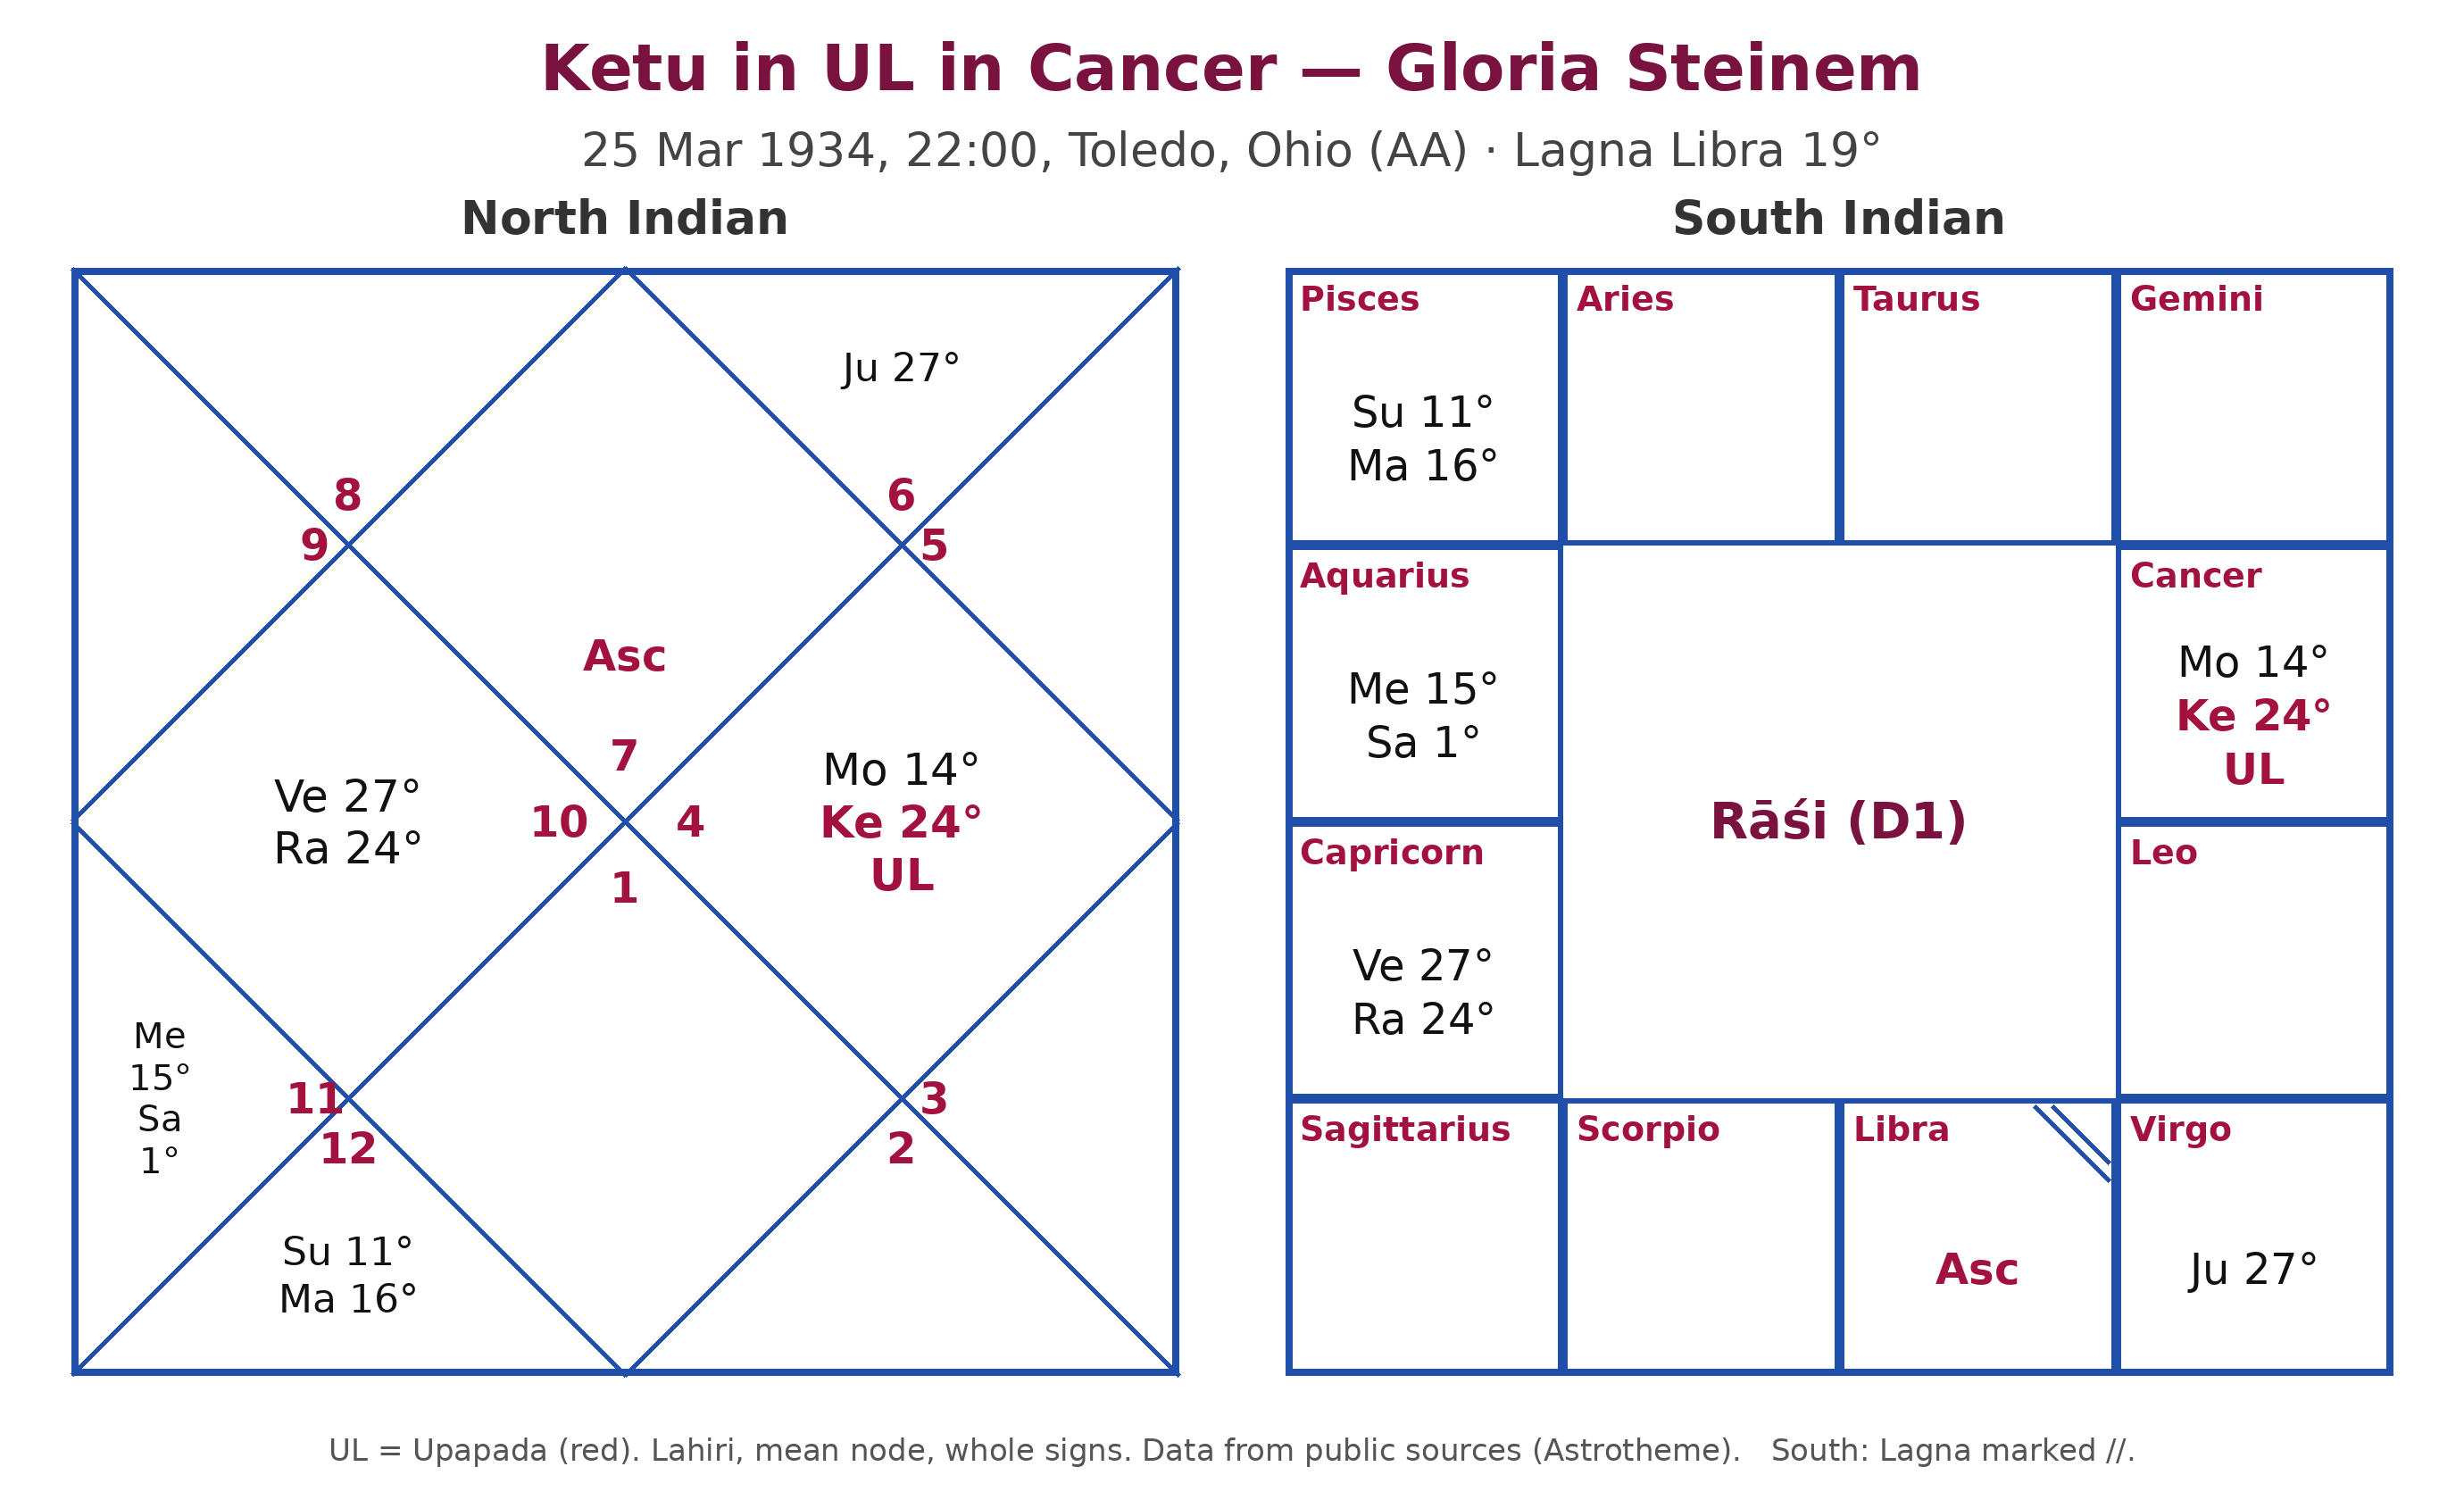 Ketu in UL in Cancer — Gloria Steinem
25 Mar 1934, 22:00, Toledo, Ohio (AA) · Lagna Libra 19°
North Indian
Ju 27°
8
6
9
5
Asc
7
Ve 27°
Ra 24°
10
4
Mo 14°
Ke 24°
UL
1
Me
15°
Sa
1°
11
3
12
2
Su 11°
Ma 16°
South Indian
Pisces
Su 11°
Ma 16°
Aries
Taurus
Gemini
Aquarius
Me 15°
Sa 1°
Cancer
Mo 14°
Ke 24°
UL
Rāśi (D1)
Capricorn
Ve 27°
Ra 24°
Leo
Sagittarius
Scorpio
Libra
Asc
Virgo
Ju 27°
UL = Upapada (red). Lahiri, mean node, whole signs. Data from public sources (Astrotheme). South: Lagna marked //.